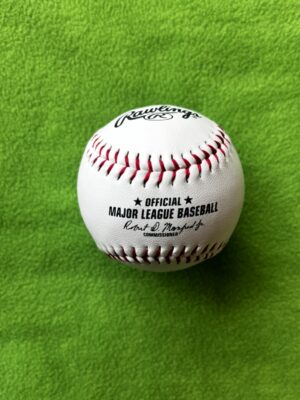 Rawlings
R
★ OFFICIAL ★
MAJOR LEAGUE BASEBALL
Robert D. Manfred Jr.
COMMISSIONER